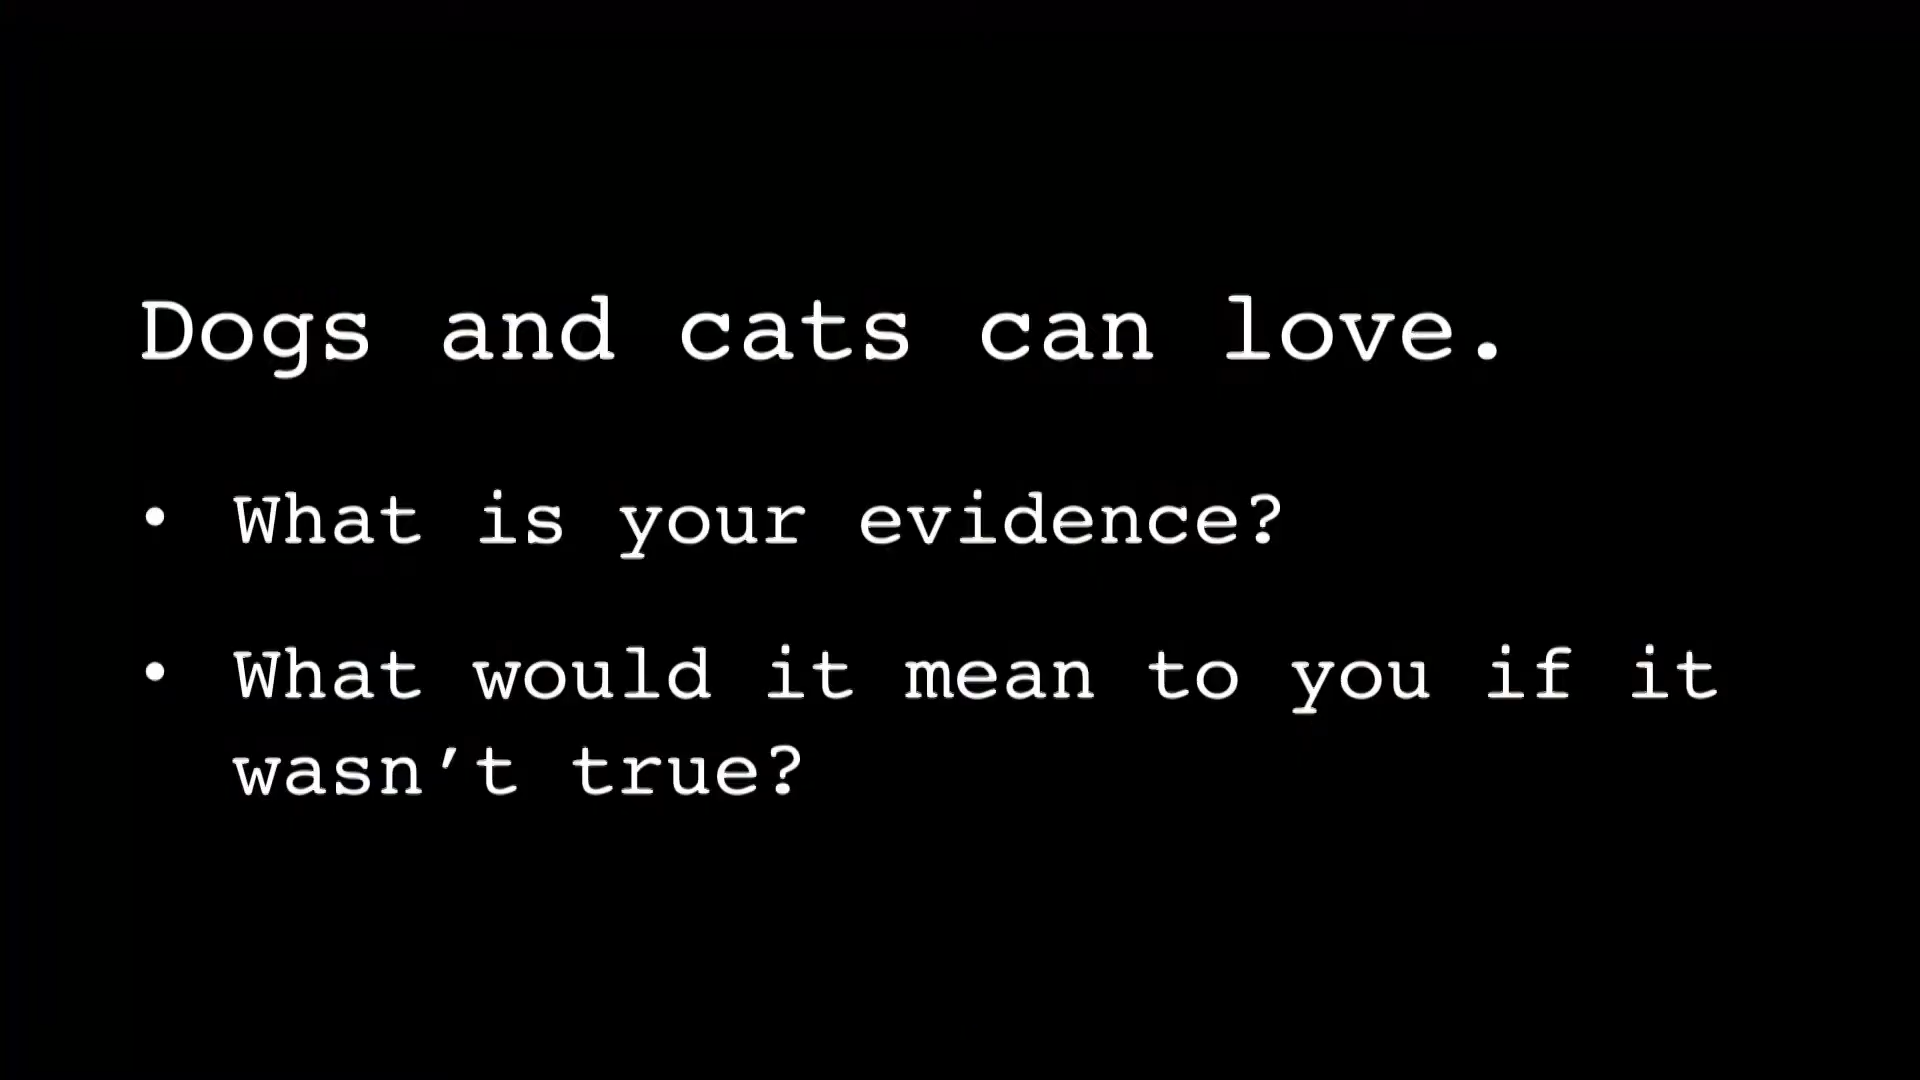 Dogs and cats can love.
• What is your evidence?
• What would it mean to you if it
wasn’t true?